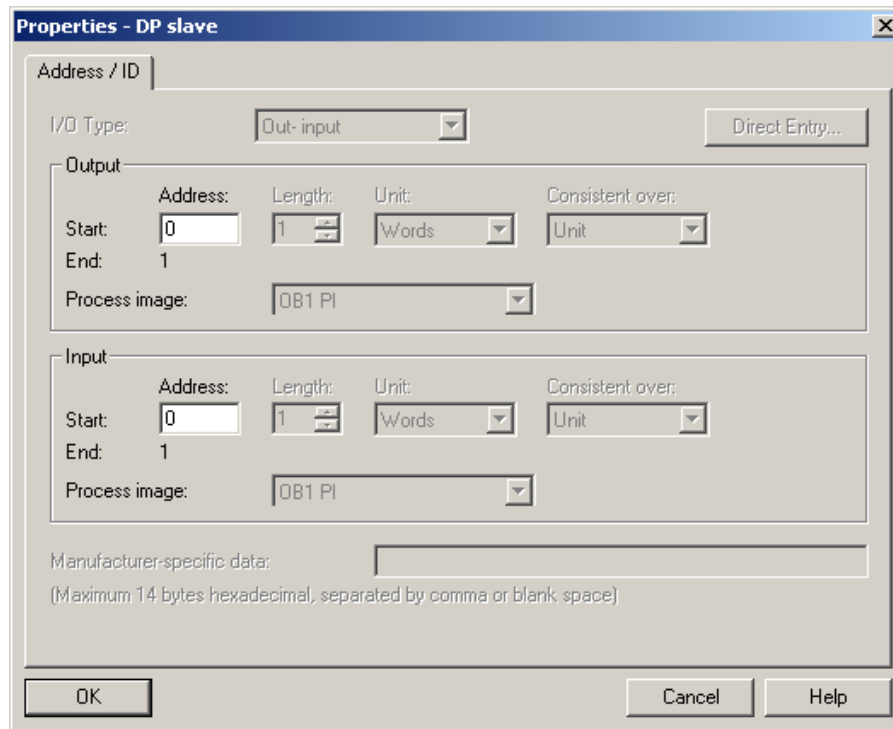 Properties - DP slave
Address / ID
I/O Type: Out- input Direct Entry...
Output
Address: Length: Unit: Consistent over:
Start: 0 1 Words Unit
End: 1
Process image: OB1 PI
Input
Address: Length: Unit: Consistent over:
Start: 0 1 Words Unit
End: 1
Process image: OB1 PI
Manufacturer-specific data:
(Maximum 14 bytes hexadecimal, separated by comma or blank space)
OK Cancel Help